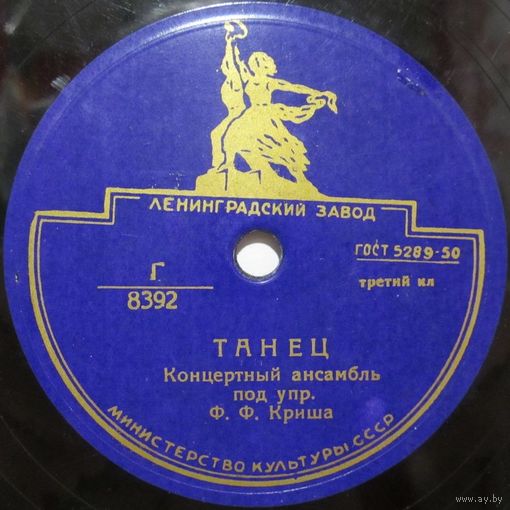 ЛЕНИНГРАДСКИЙ ЗАВОД
ГОСТ 5289-50
Г
8392
третий кл
ТАНЕЦ
Концертный ансамбль
под упр.
Ф. Ф. Криша
МИНИСТЕРСТВО КУЛЬТУРЫ СССР
www.ay.by